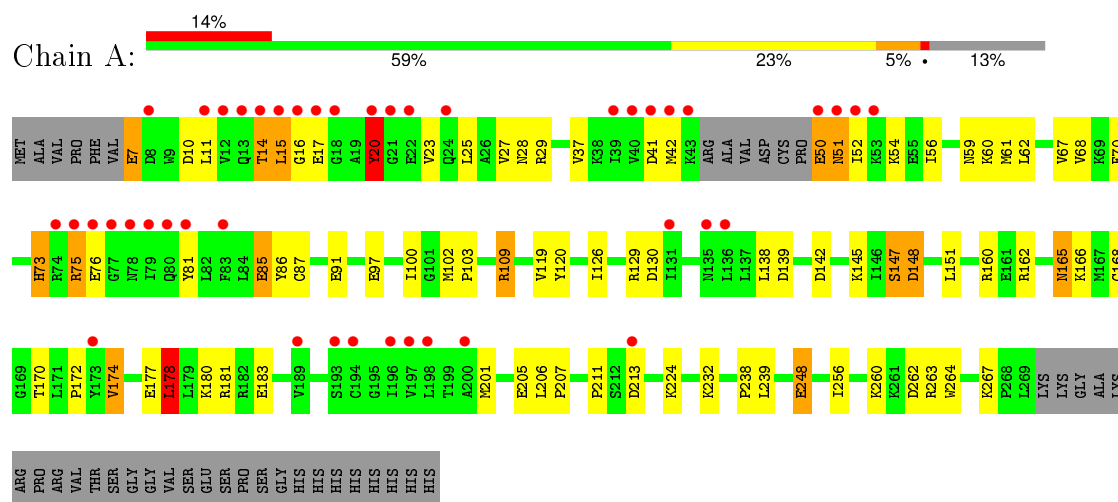 14%
Chain A:
59% 23% 5% • 13%
MET ALA VAL PRO PHE VAL E7 D8 W9 D10 L11 V12 Q13 T14 L15 G16 E17 G18 A19 Y20 G21 E22 V23 Q24 L25 A26 V27 N28 R29 V37 K38 I39 V40 D41 M42 K43 ARG ALA VAL ASP CYS PRO E50 N51 I52 K53 K54 E55 I56 N59 K60 M61 L62 V67 V68 K69 F70
H73 R74 R75 E76 G77 N78 I79 Q80 Y81 L82 F83 L84 E85 Y86 C87 E91 E97 I100 G101 M102 P103 R109 V119 Y120 I126 R129 D130 I131 N135 L136 L137 L138 D139 D142 K145 I146 S147 D148 L151 R160 E161 R162 N165 K166 M167 C168
G169 T170 L171 P172 Y173 V174 E177 L178 L179 K180 R181 R182 E183 V189 S193 C194 G195 I196 V197 L198 T199 A200 M201 E205 L206 P207 P211 S212 D213 K224 K232 P238 L239 E248 I256 K260 K261 D262 R263 W264 K267 P268 L269 LYS LYS GLY ALA LYS
ARG PRO ARG VAL THR SER GLY GLY VAL SER GLU SER PRO SER GLY HIS HIS HIS HIS HIS HIS HIS HIS